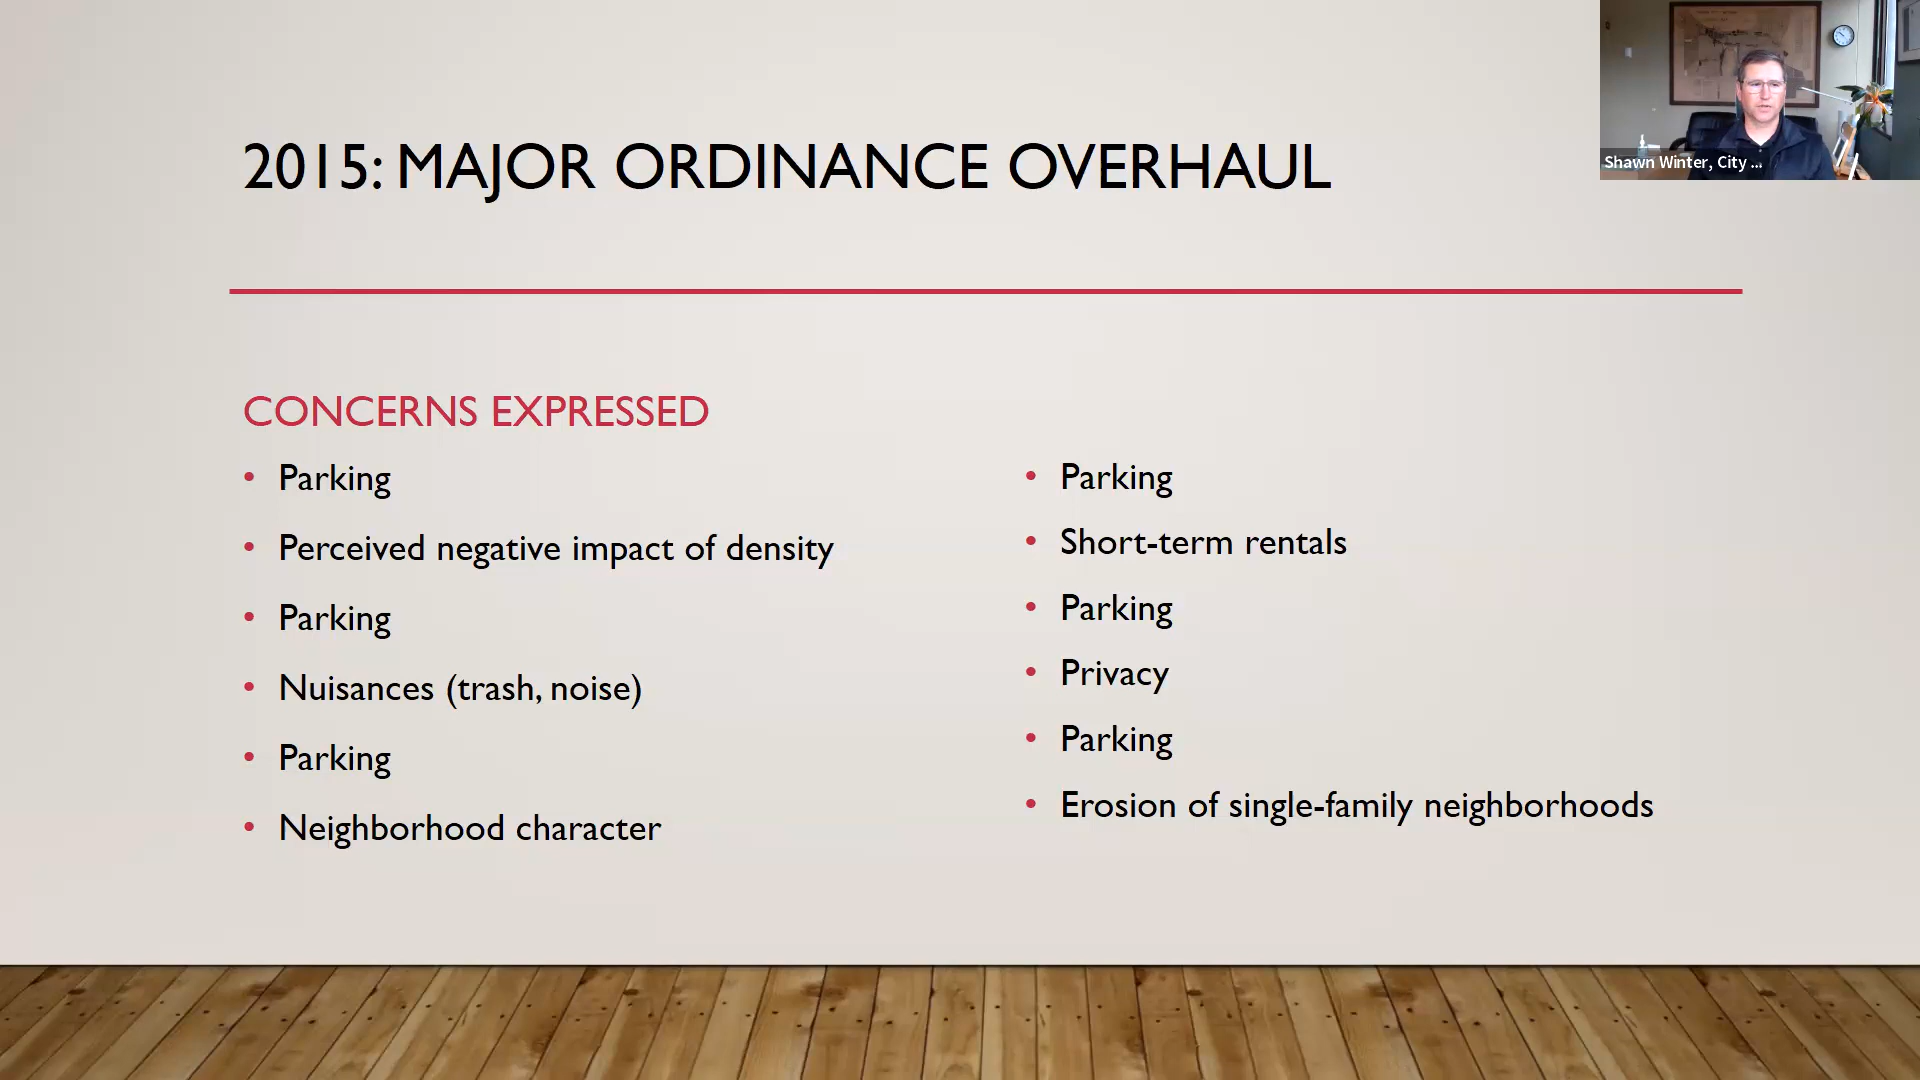 2015: MAJOR ORDINANCE OVERHAUL
Shawn Winter, City ...
CONCERNS EXPRESSED
• Parking
• Perceived negative impact of density
• Parking
• Nuisances (trash, noise)
• Parking
• Neighborhood character
• Parking
• Short-term rentals
• Parking
• Privacy
• Parking
• Erosion of single-family neighborhoods